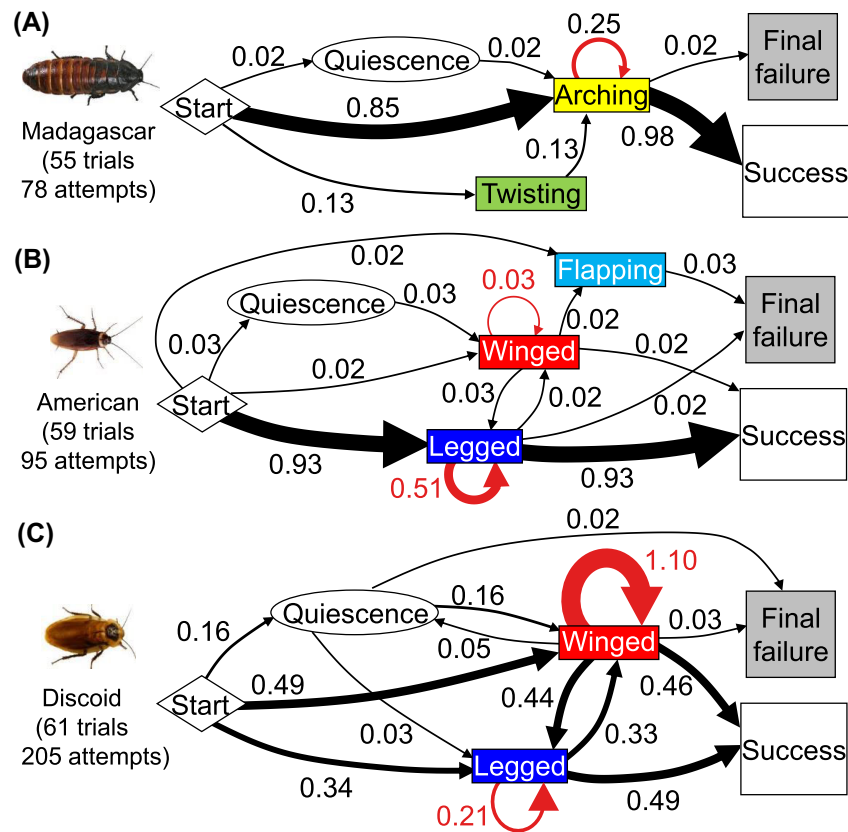 (A)
0.02
Quiescence
0.02
0.25
0.02
Final
failure
Start
0.85
Arching
0.98
Madagascar
(55 trials
78 attempts)
0.13
Twisting
0.13
Success
(B)
0.02
Flapping
0.03
Quiescence
0.03
0.03
0.02
Final
failure
0.03
Winged
0.02
Start
0.02
0.03
0.02
0.02
American
(59 trials
95 attempts)
Legged
Success
0.93
0.51
0.93
(C)
0.02
1.10
Quiescence
0.16
0.16
0.05
Winged
0.03
Final
failure
Start
0.49
0.44
0.46
Discoid
(61 trials
205 attempts)
0.03
0.33
0.34
Legged
0.49
Success
0.21